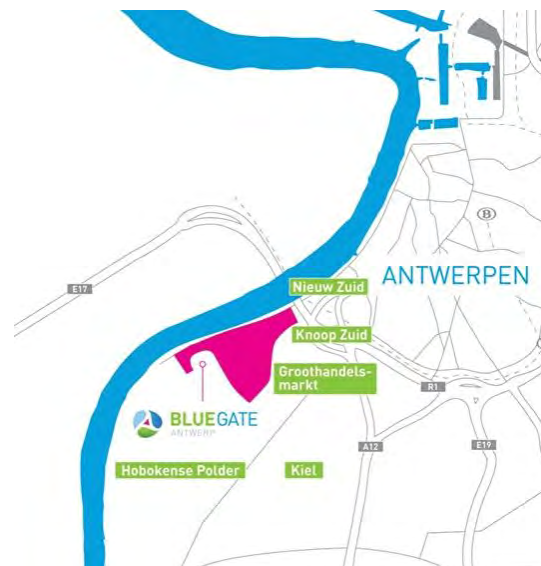 B
ANTWERPEN
Nieuw Zuid
E17
Knoop Zuid
Groothandels-
markt
R1
BLUEGATE
ANTWERP
A12
E19
Hobokense Polder
Kiel